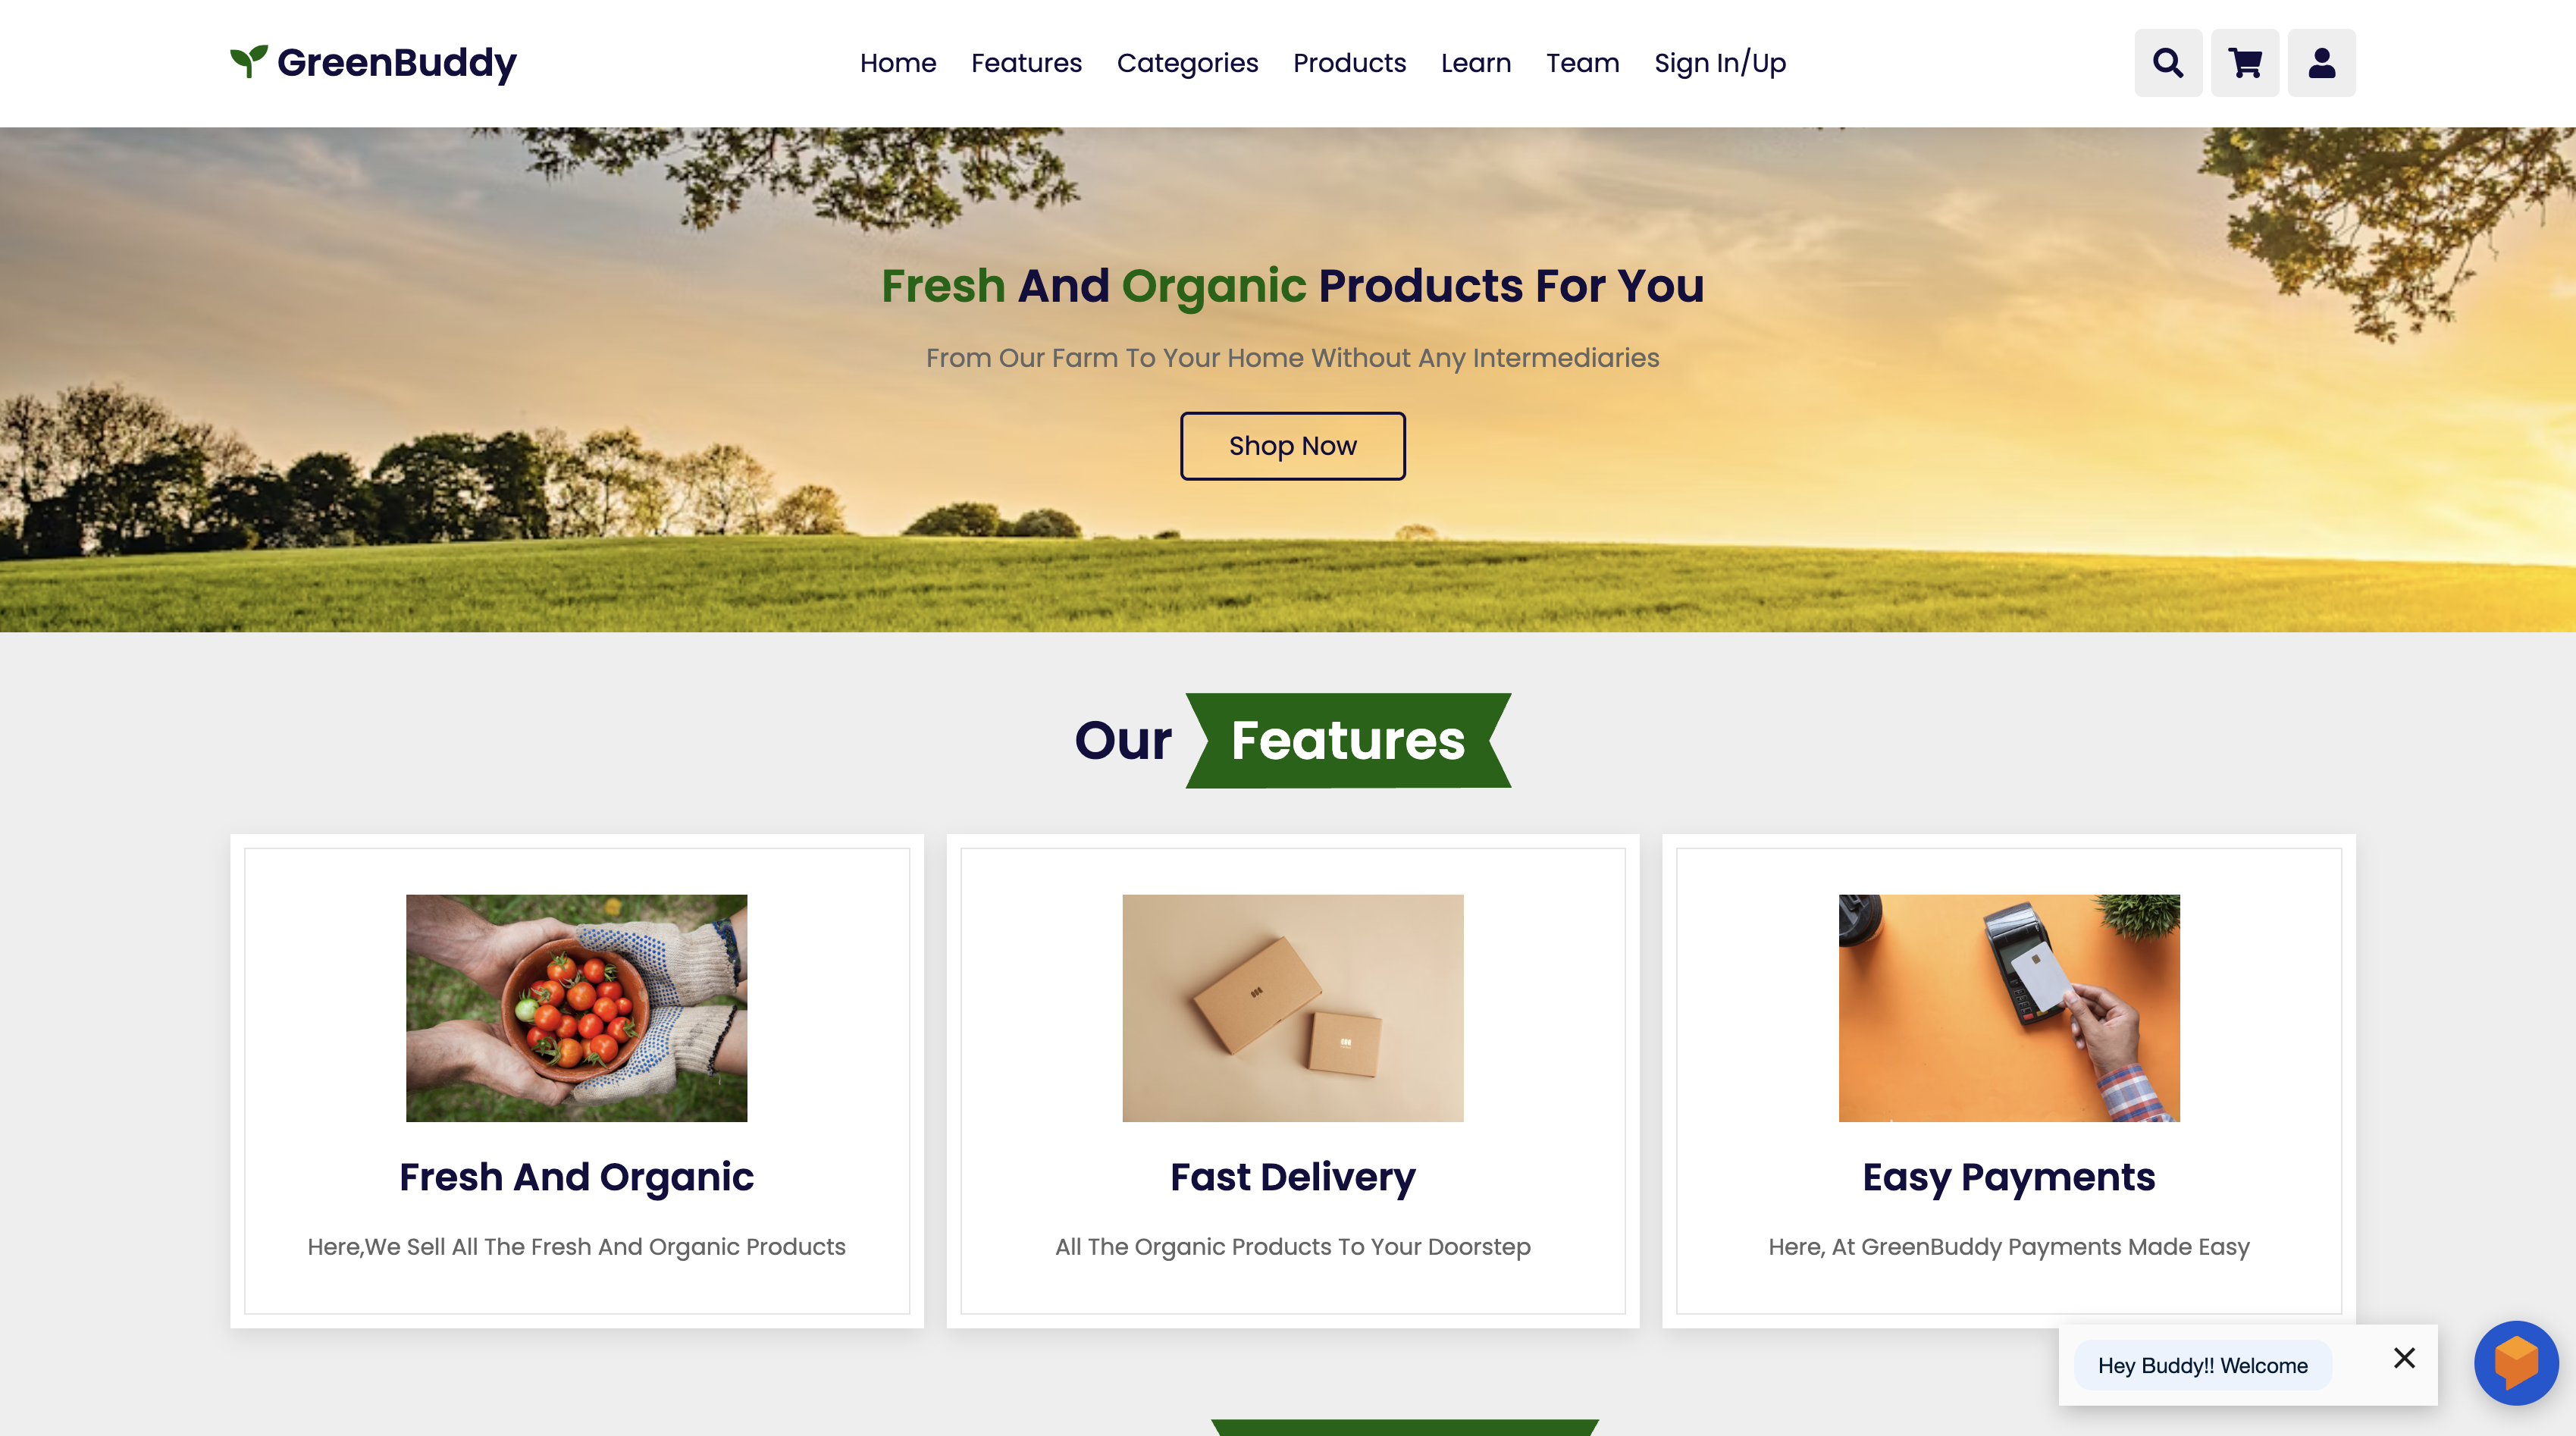 GreenBuddy
Home Features Categories Products Learn Team Sign In/Up
Fresh And Organic Products For You
From Our Farm To Your Home Without Any Intermediaries
Shop Now
Our Features
Fresh And Organic
Here,We Sell All The Fresh And Organic Products
Fast Delivery
All The Organic Products To Your Doorstep
Easy Payments
Here, At GreenBuddy Payments Made Easy
Hey Buddy!! Welcome